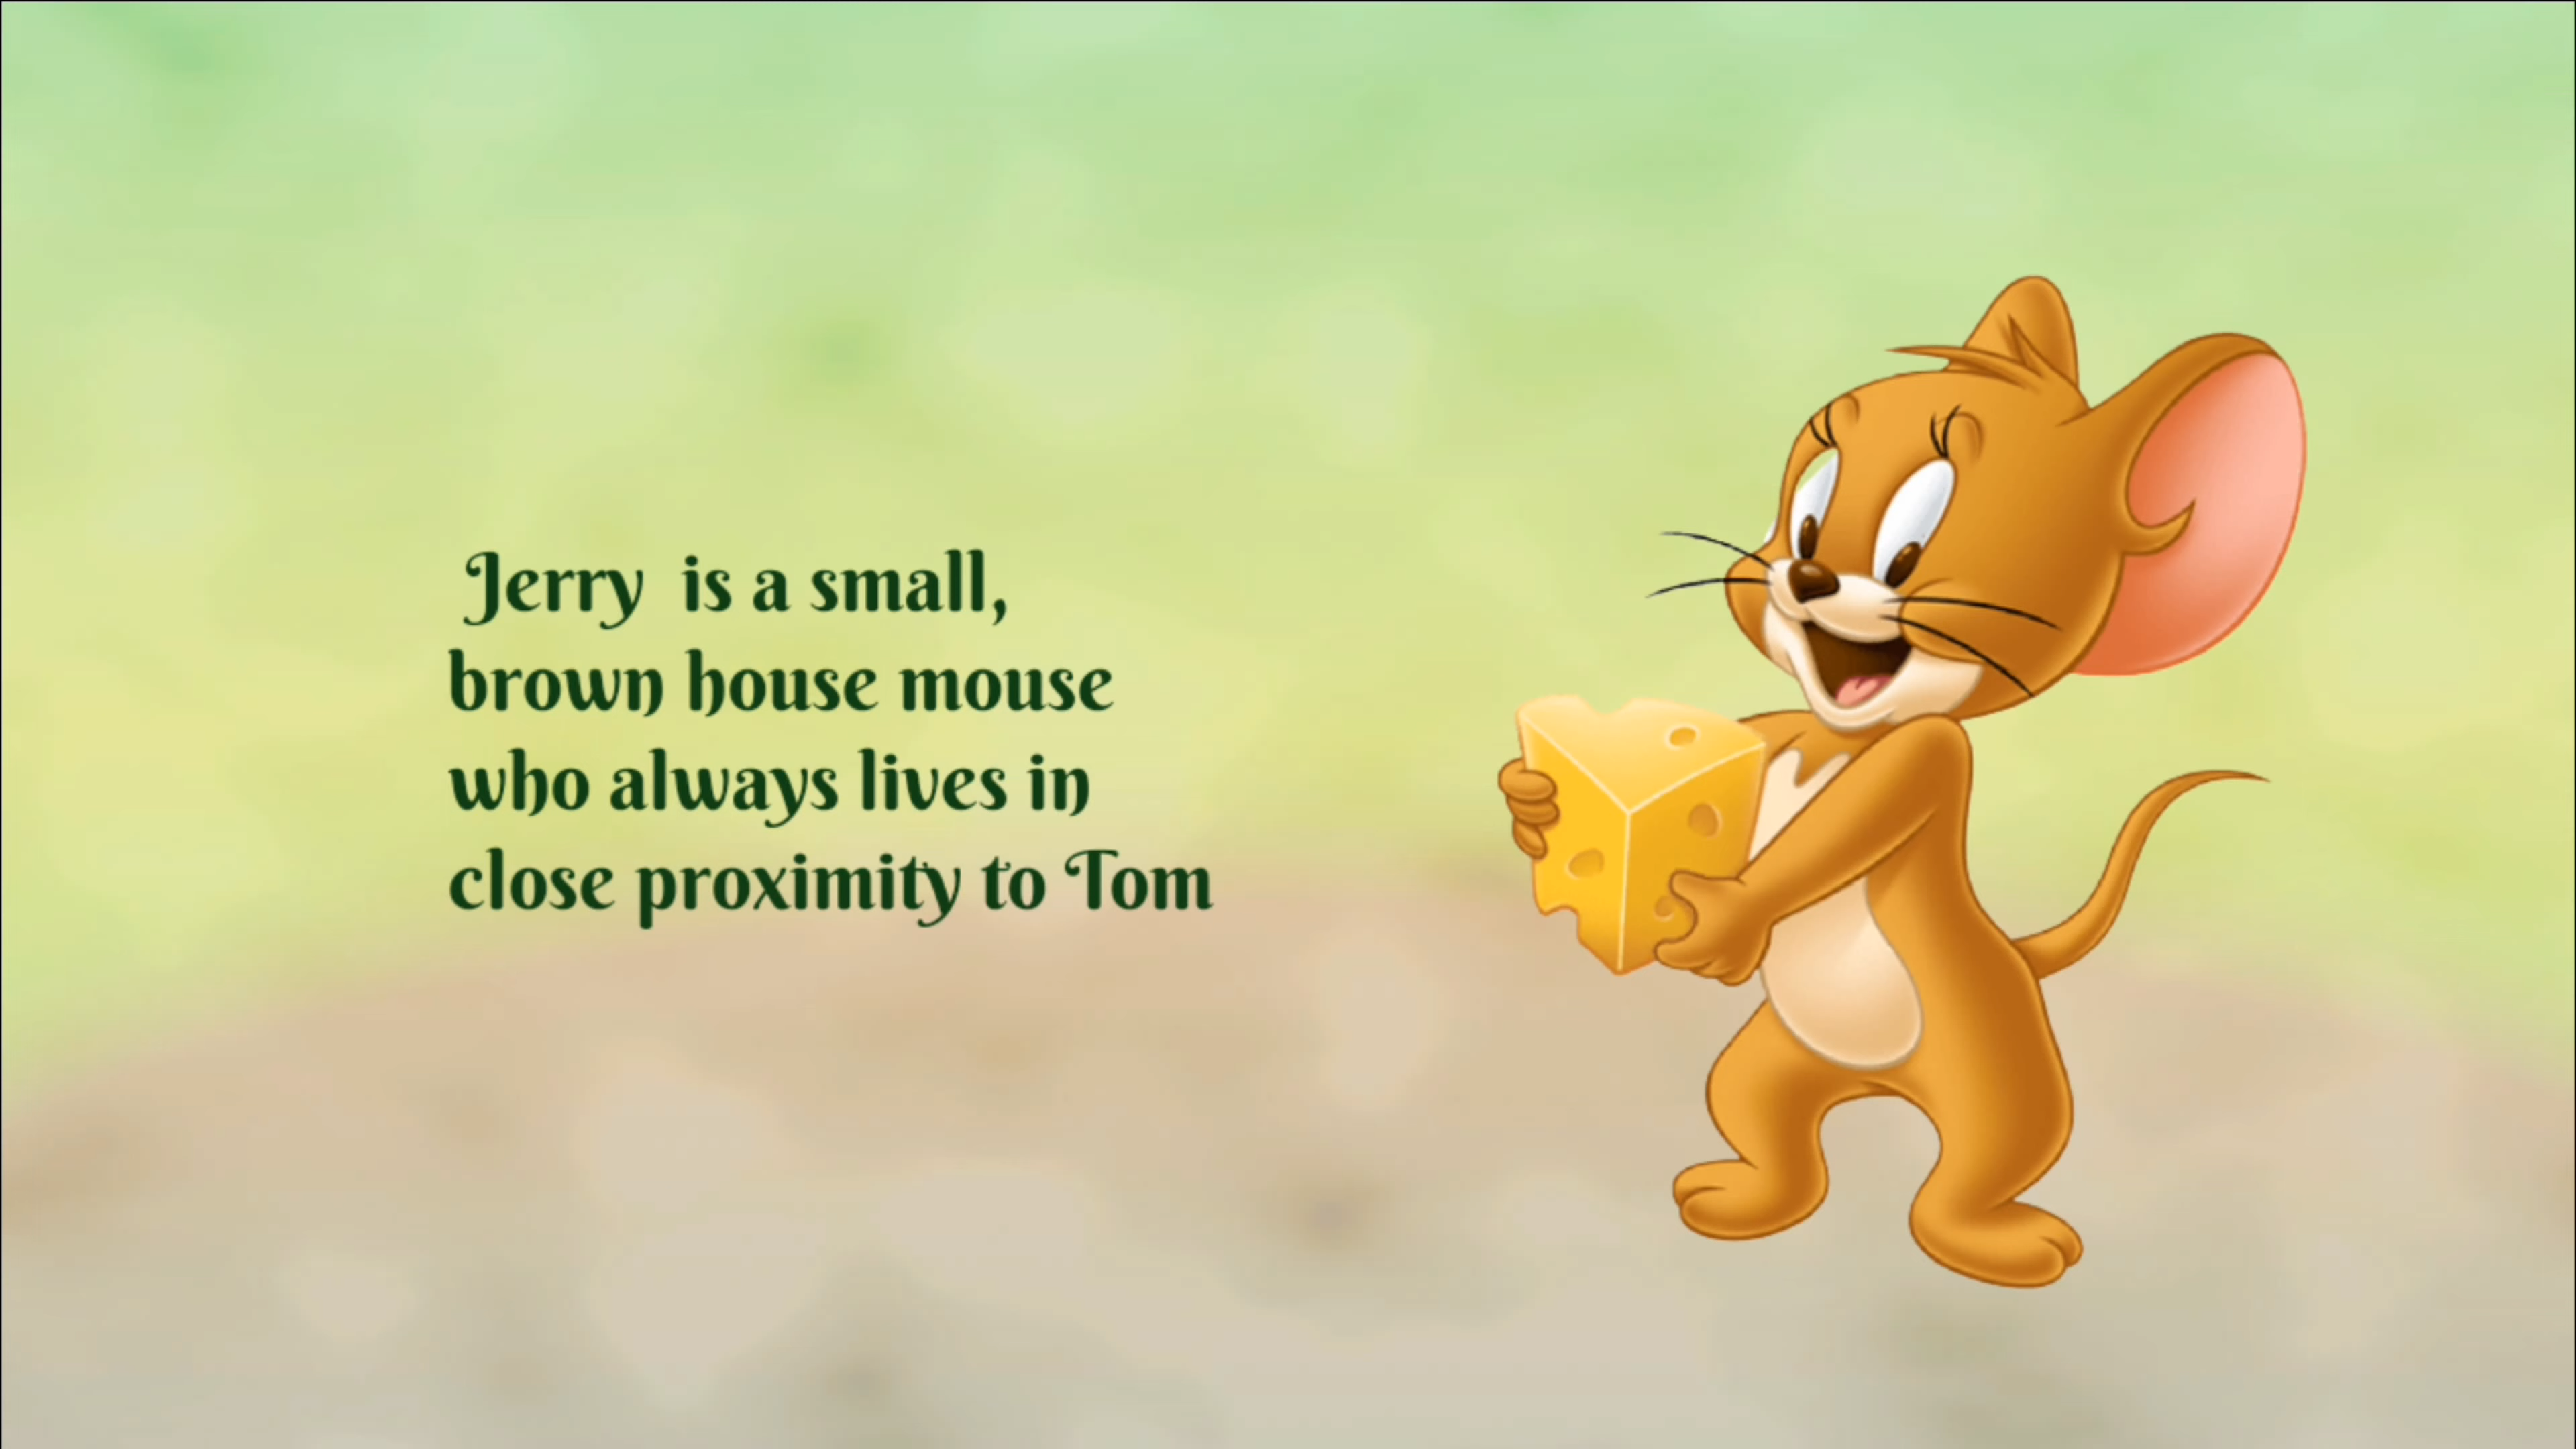 Jerry  is a small,
brown house mouse
who always lives in
close proximity to Tom